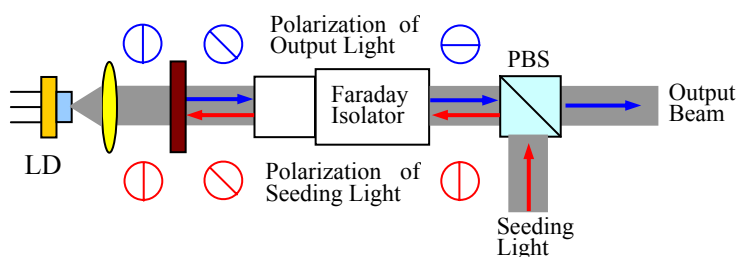 Polarization of
Output Light
PBS
Faraday
Isolator
Output
Beam
LD
Polarization of
Seeding Light
Seeding
Light